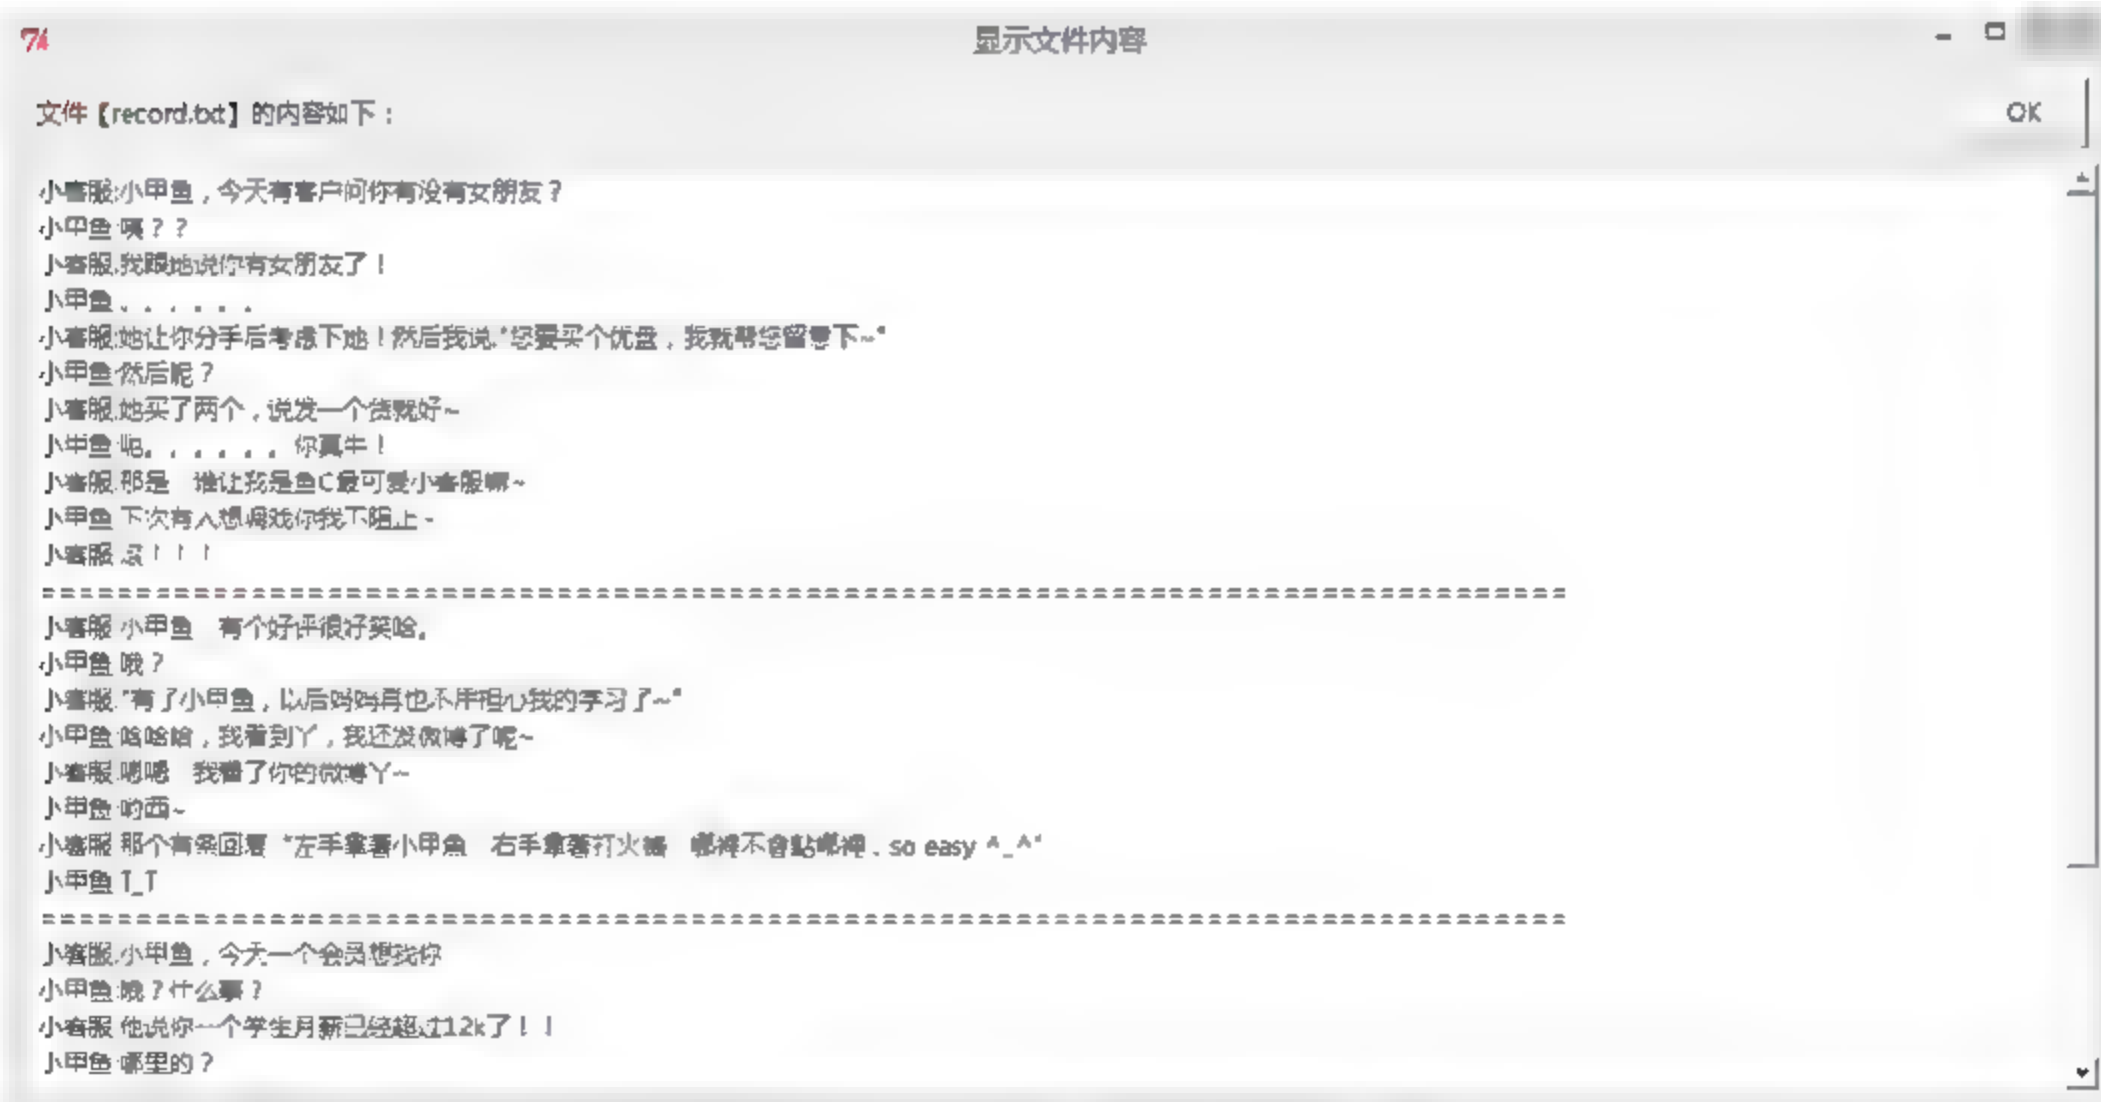 显示文件内容
文件【record.txt】的内容如下：
OK
小客服:小甲鱼，今天有客户问你有没有女朋友？
小甲鱼:咦？？
小客服:我跟她说你有女朋友了！
小甲鱼:。。。。。。
小客服:她让你分手后考虑下她！然后我说:"您要买个优盘，我就帮您留意下~"
小甲鱼:然后呢？
小客服:她买了两个，说发一个货就好~
小甲鱼:呃。。。。。。你真牛！
小客服:那是，谁让我是鱼C最可爱小客服嘛~
小甲鱼:下次有人想调戏你我不阻止~
小客服:滚！！！
================================================================================
小客服:小甲鱼，有个好评很好笑哈。
小甲鱼:哦？
小客服:"有了小甲鱼，以后妈妈再也不用担心我的学习了~"
小甲鱼:哈哈哈，我看到丫，我还发微博了呢~
小客服:嗯嗯，我看了你的微博丫~
小甲鱼:哟西~
小客服:那个有条回复"左手拿著小甲魚，右手拿著打火機，哪裡不會點哪裡，so easy ^_^"
小甲鱼:T_T
================================================================================
小客服:小甲鱼，今天一个会员想找你
小甲鱼:哦？什么事？
小客服:他说你一个学生月薪已经超过12k了！！
小甲鱼:哪里的？